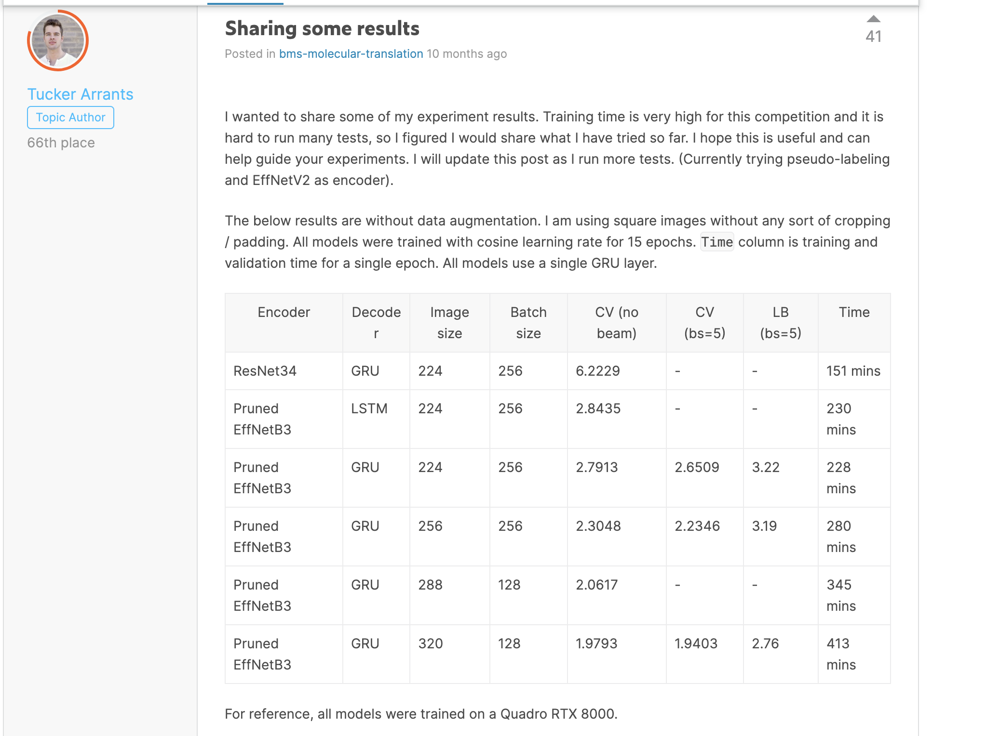 Sharing some results
41
Posted in bms-molecular-translation 10 months ago
Tucker Arrants
Topic Author
66th place
I wanted to share some of my experiment results. Training time is very high for this competition and it is
hard to run many tests, so I figured I would share what I have tried so far. I hope this is useful and can
help guide your experiments. I will update this post as I run more tests. (Currently trying pseudo-labeling
and EffNetV2 as encoder).
The below results are without data augmentation. I am using square images without any sort of cropping
/ padding. All models were trained with cosine learning rate for 15 epochs. Time column is training and
validation time for a single epoch. All models use a single GRU layer.
Encoder Decode Image Batch CV (no CV LB Time
r size size beam) (bs=5) (bs=5)
ResNet34 GRU 224 256 6.2229 - - 151 mins
Pruned LSTM 224 256 2.8435 - - 230
EffNetB3 mins
Pruned GRU 224 256 2.7913 2.6509 3.22 228
EffNetB3 mins
Pruned GRU 256 256 2.3048 2.2346 3.19 280
EffNetB3 mins
Pruned GRU 288 128 2.0617 - - 345
EffNetB3 mins
Pruned GRU 320 128 1.9793 1.9403 2.76 413
EffNetB3 mins
For reference, all models were trained on a Quadro RTX 8000.